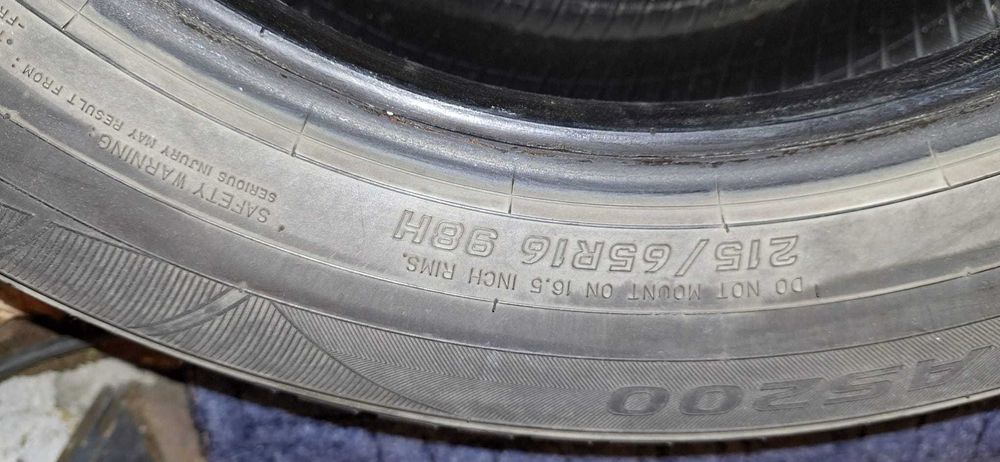 AS200
DO NOT MOUNT ON 16.5 INCH RIMS.
215/65R16 98H
SAFETY WARNING :
SERIOUS INJURY MAY RESULT FROM :